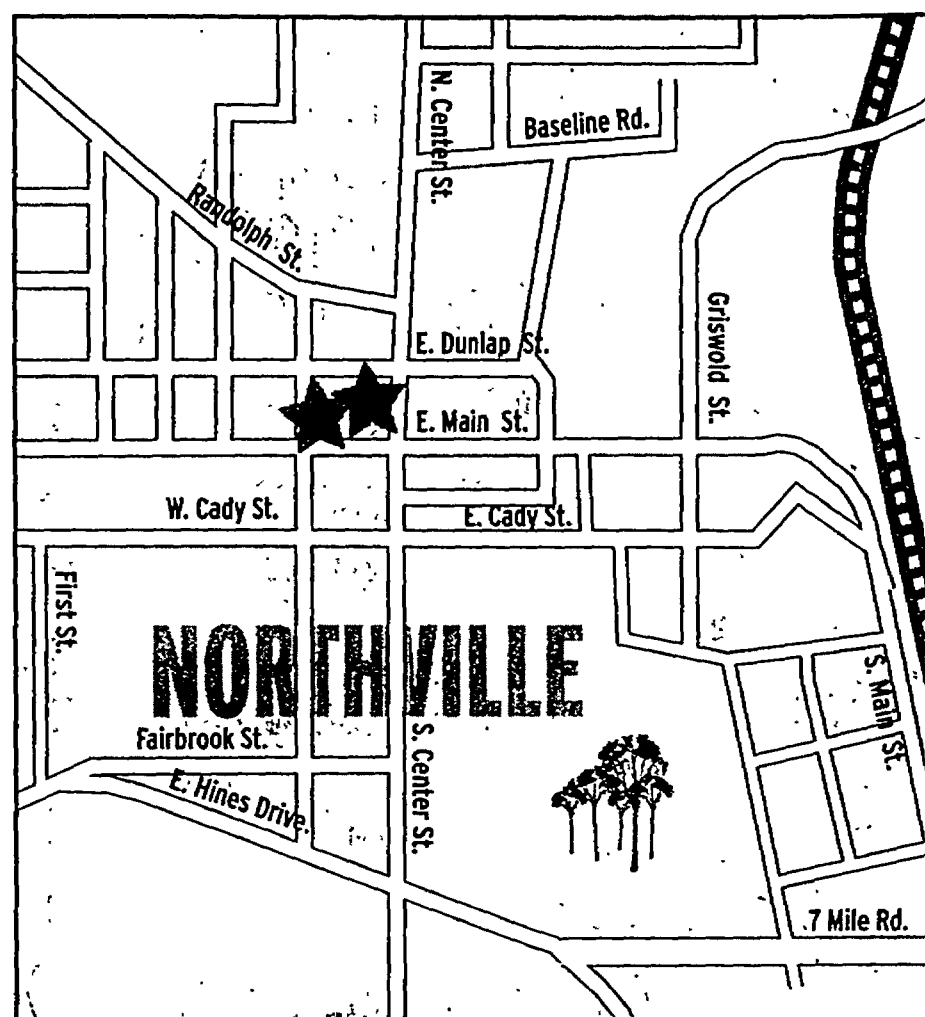 N. Center St.
Baseline Rd.
Randolph St.
Griswold St.
E. Dunlap St.
E. Main St.
W. Cady St.
E. Cady St.
First St.
NORTHVILLE
S. Main St.
Fairbrook St.
S. Center St.
E. Hines Drive.
7 Mile Rd.